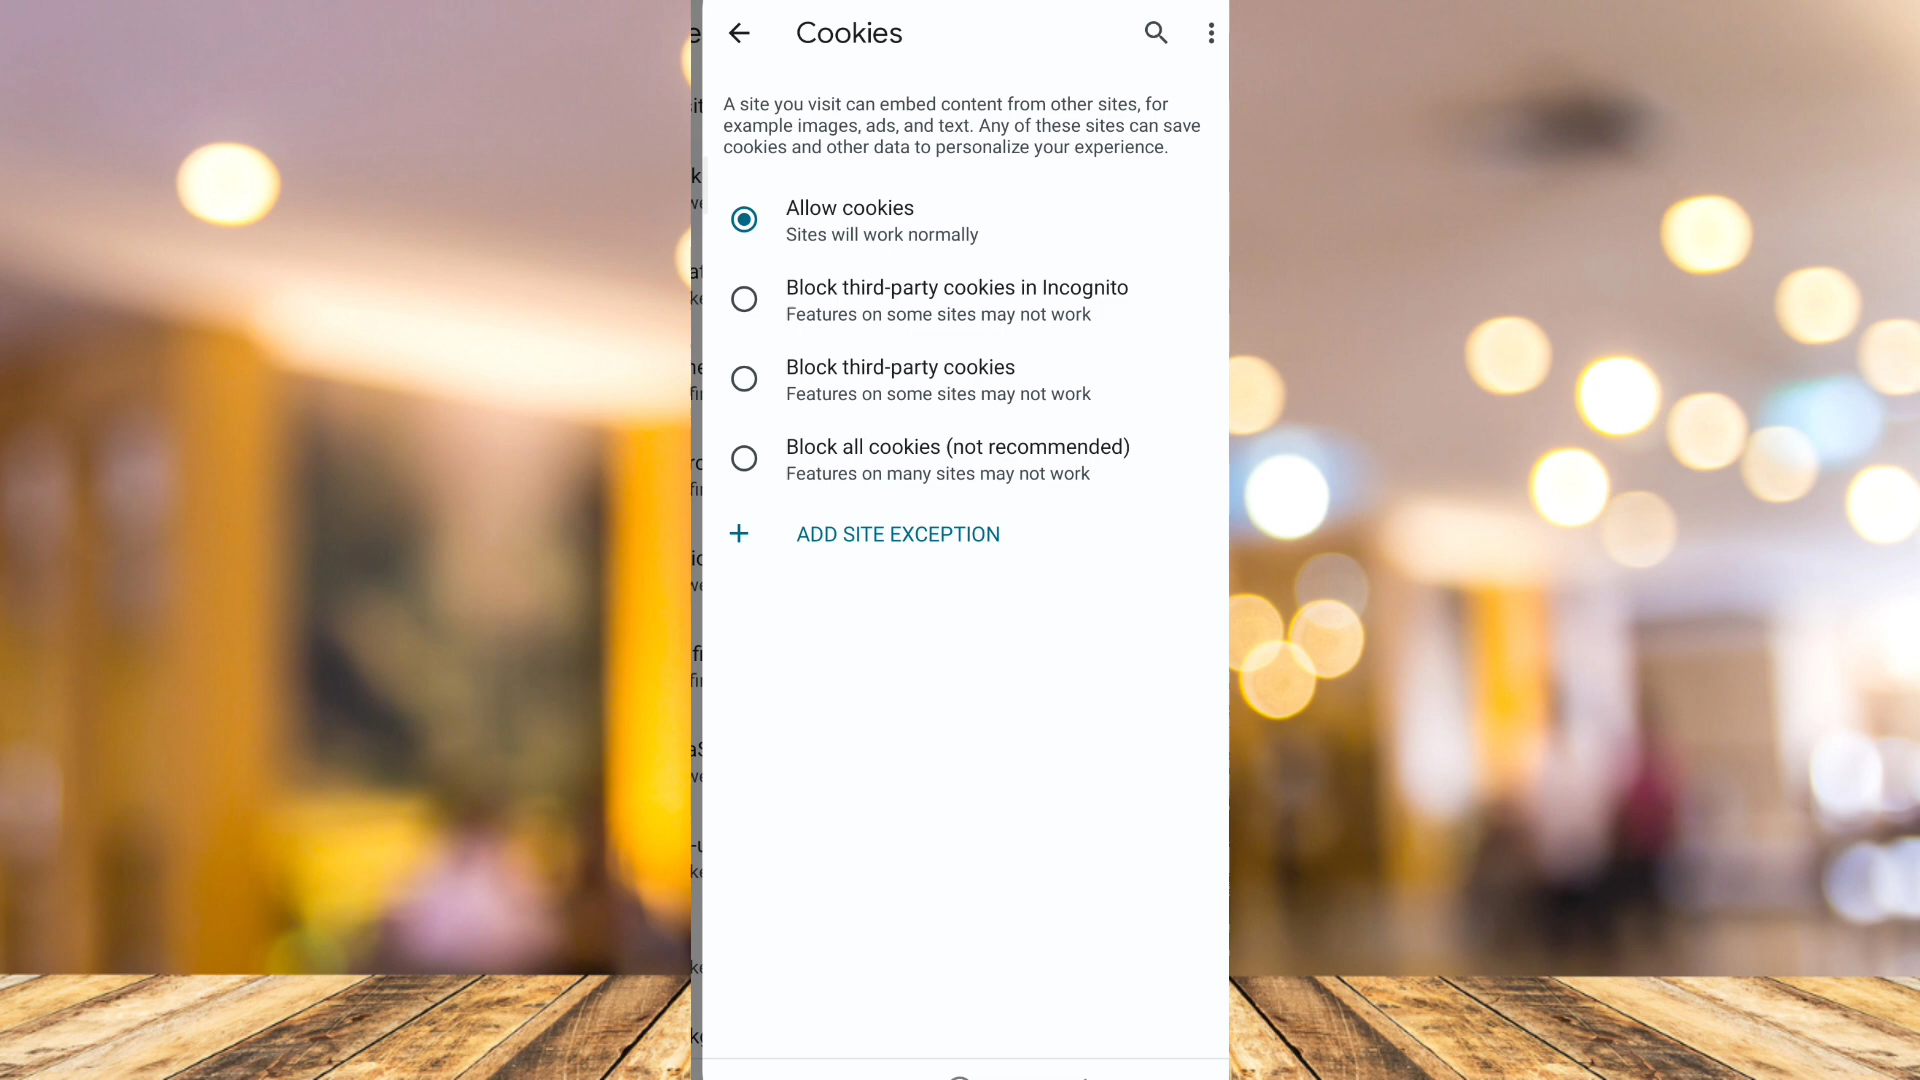 Cookies
A site you visit can embed content from other sites, for
example images, ads, and text. Any of these sites can save
cookies and other data to personalize your experience.
Allow cookies
Sites will work normally
Block third-party cookies in Incognito
Features on some sites may not work
Block third-party cookies
Features on some sites may not work
Block all cookies (not recommended)
Features on many sites may not work
+ ADD SITE EXCEPTION